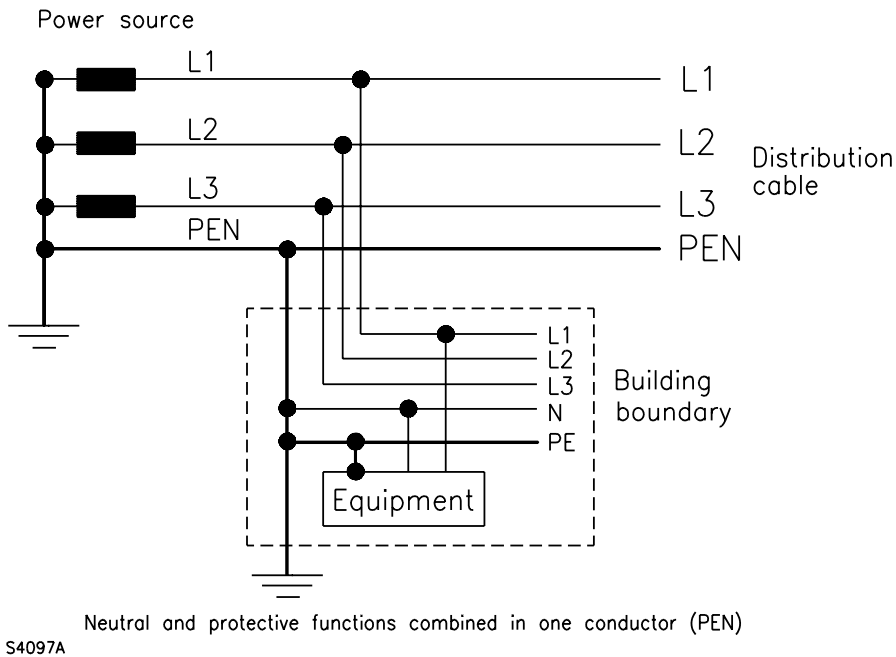 Power source
L1
L1
L2
L2
Distribution
cable
L3
L3
PEN
PEN
L1
L2
L3
N
PE
Building
boundary
Equipment
Neutral and protective functions combined in one conductor (PEN)
S4097A